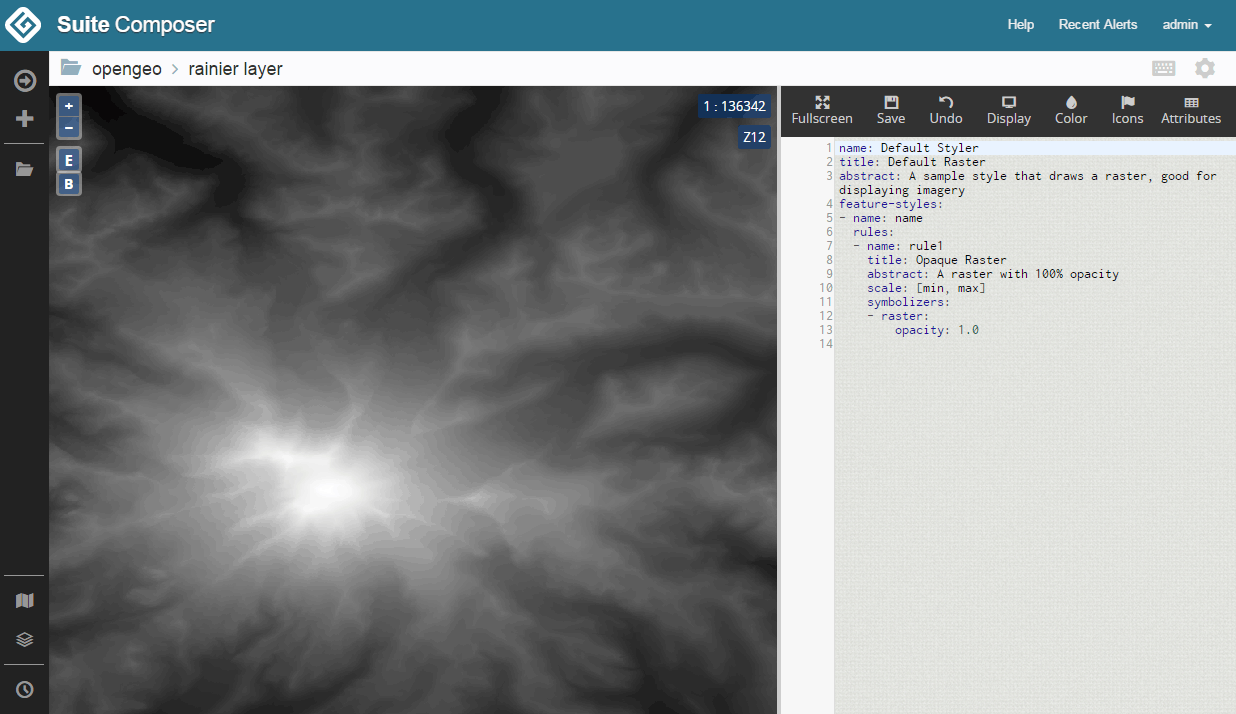 Suite Composer
Help Recent Alerts admin
opengeo > rainier layer
+
−
E
B
1 : 136342
Z12
Fullscreen Save Undo Display Color Icons Attributes
1 name: Default Styler
2 title: Default Raster
3 abstract: A sample style that draws a raster, good for
displaying imagery
4 feature-styles:
5 - name: name
6   rules:
7   - name: rule1
8     title: Opaque Raster
9     abstract: A raster with 100% opacity
10     scale: [min, max]
11     symbolizers:
12     - raster:
13         opacity: 1.0
14